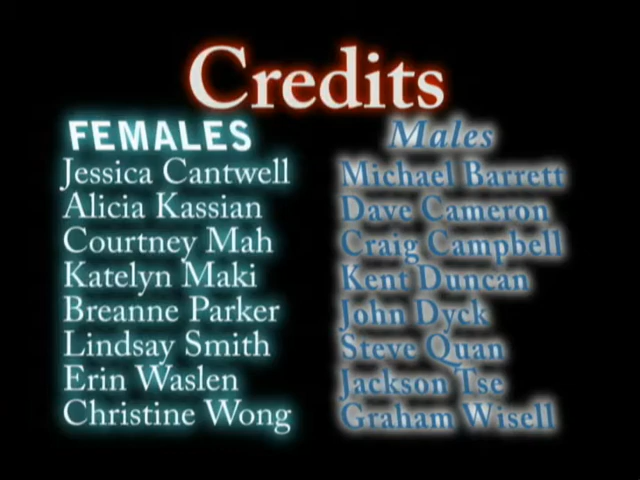 Credits
FEMALES
Jessica Cantwell
Alicia Kassian
Courtney Mah
Katelyn Maki
Breanne Parker
Lindsay Smith
Erin Waslen
Christine Wong
Males
Michael Barrett
Dave Cameron
Craig Campbell
Kent Duncan
John Dyck
Steve Quan
Jackson Tse
Graham Wisell